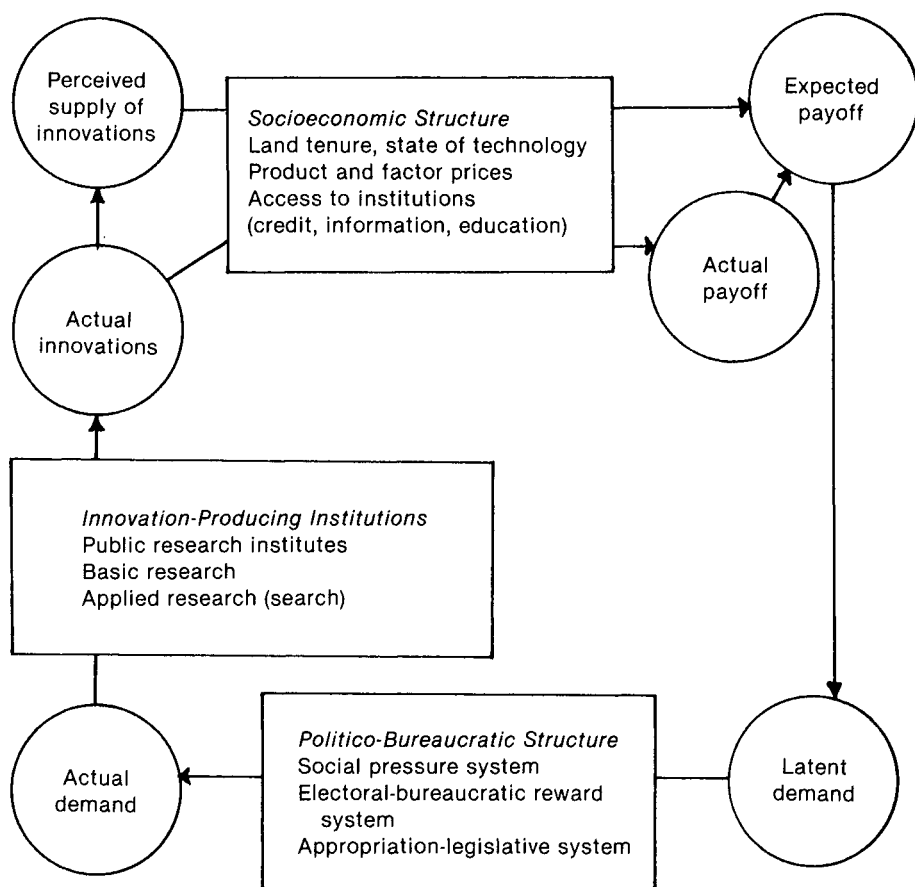 Perceived
supply of
innovations
Socioeconomic Structure
Land tenure, state of technology
Product and factor prices
Access to institutions
(credit, information, education)
Expected
payoff
Actual
payoff
Actual
innovations
Innovation-Producing Institutions
Public research institutes
Basic research
Applied research (search)
Actual
demand
Politico-Bureaucratic Structure
Social pressure system
Electoral-bureaucratic reward
system
Appropriation-legislative system
Latent
demand